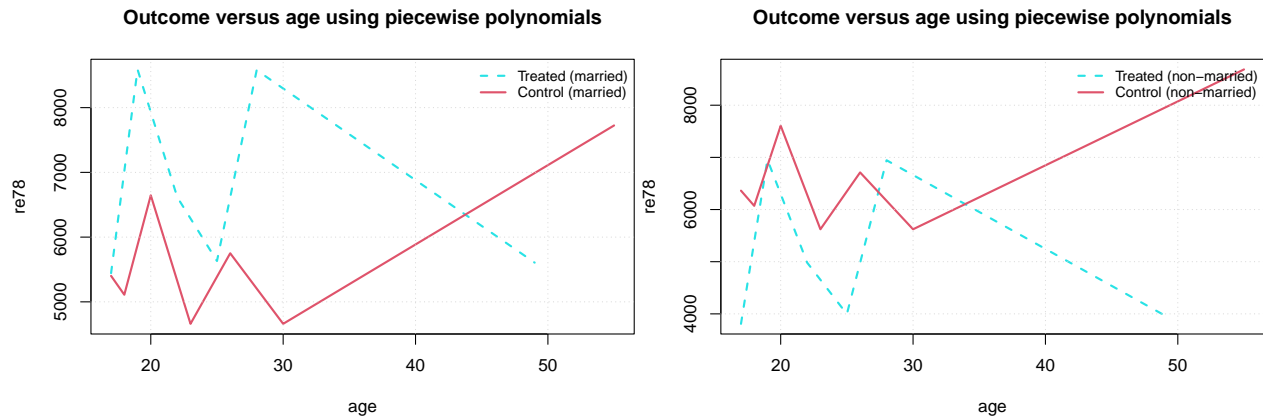 Outcome versus age using piecewise polynomials
Treated (married)
Control (married)
8000
7000
6000
5000
re78
20
30
40
50
age
Outcome versus age using piecewise polynomials
Treated (non−married)
Control (non−married)
8000
6000
4000
re78
20
30
40
50
age